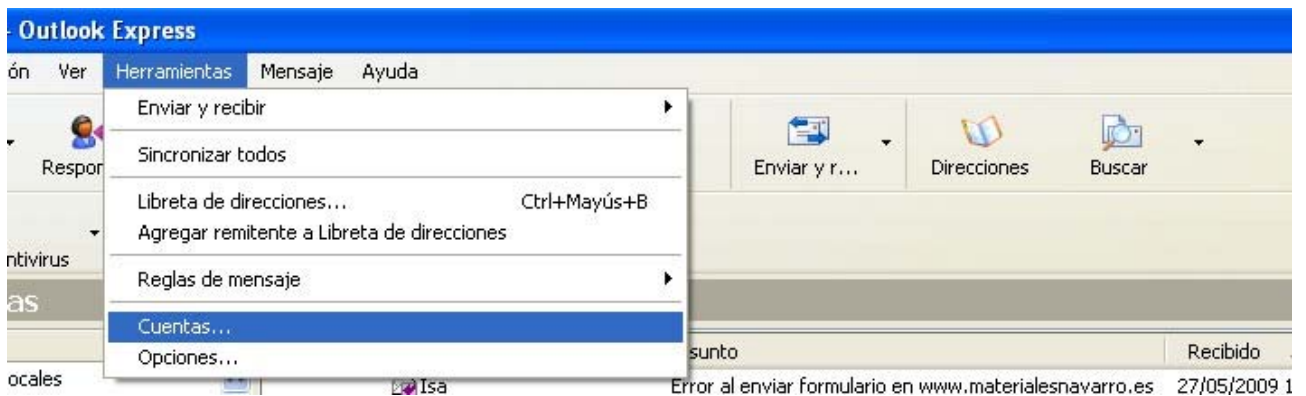 - Outlook Express
ón Ver Herramientas Mensaje Ayuda
Enviar y recibir
Sincronizar todos
Libreta de direcciones... Ctrl+Mayús+B
Agregar remitente a Libreta de direcciones
Reglas de mensaje
Cuentas...
Opciones...
Respon
Enviar y r... Direcciones Buscar
ntivirus
as
sunto Recibido
ocales
Isa Error al enviar formulario en www.materialesnavarro.es 27/05/2009 1